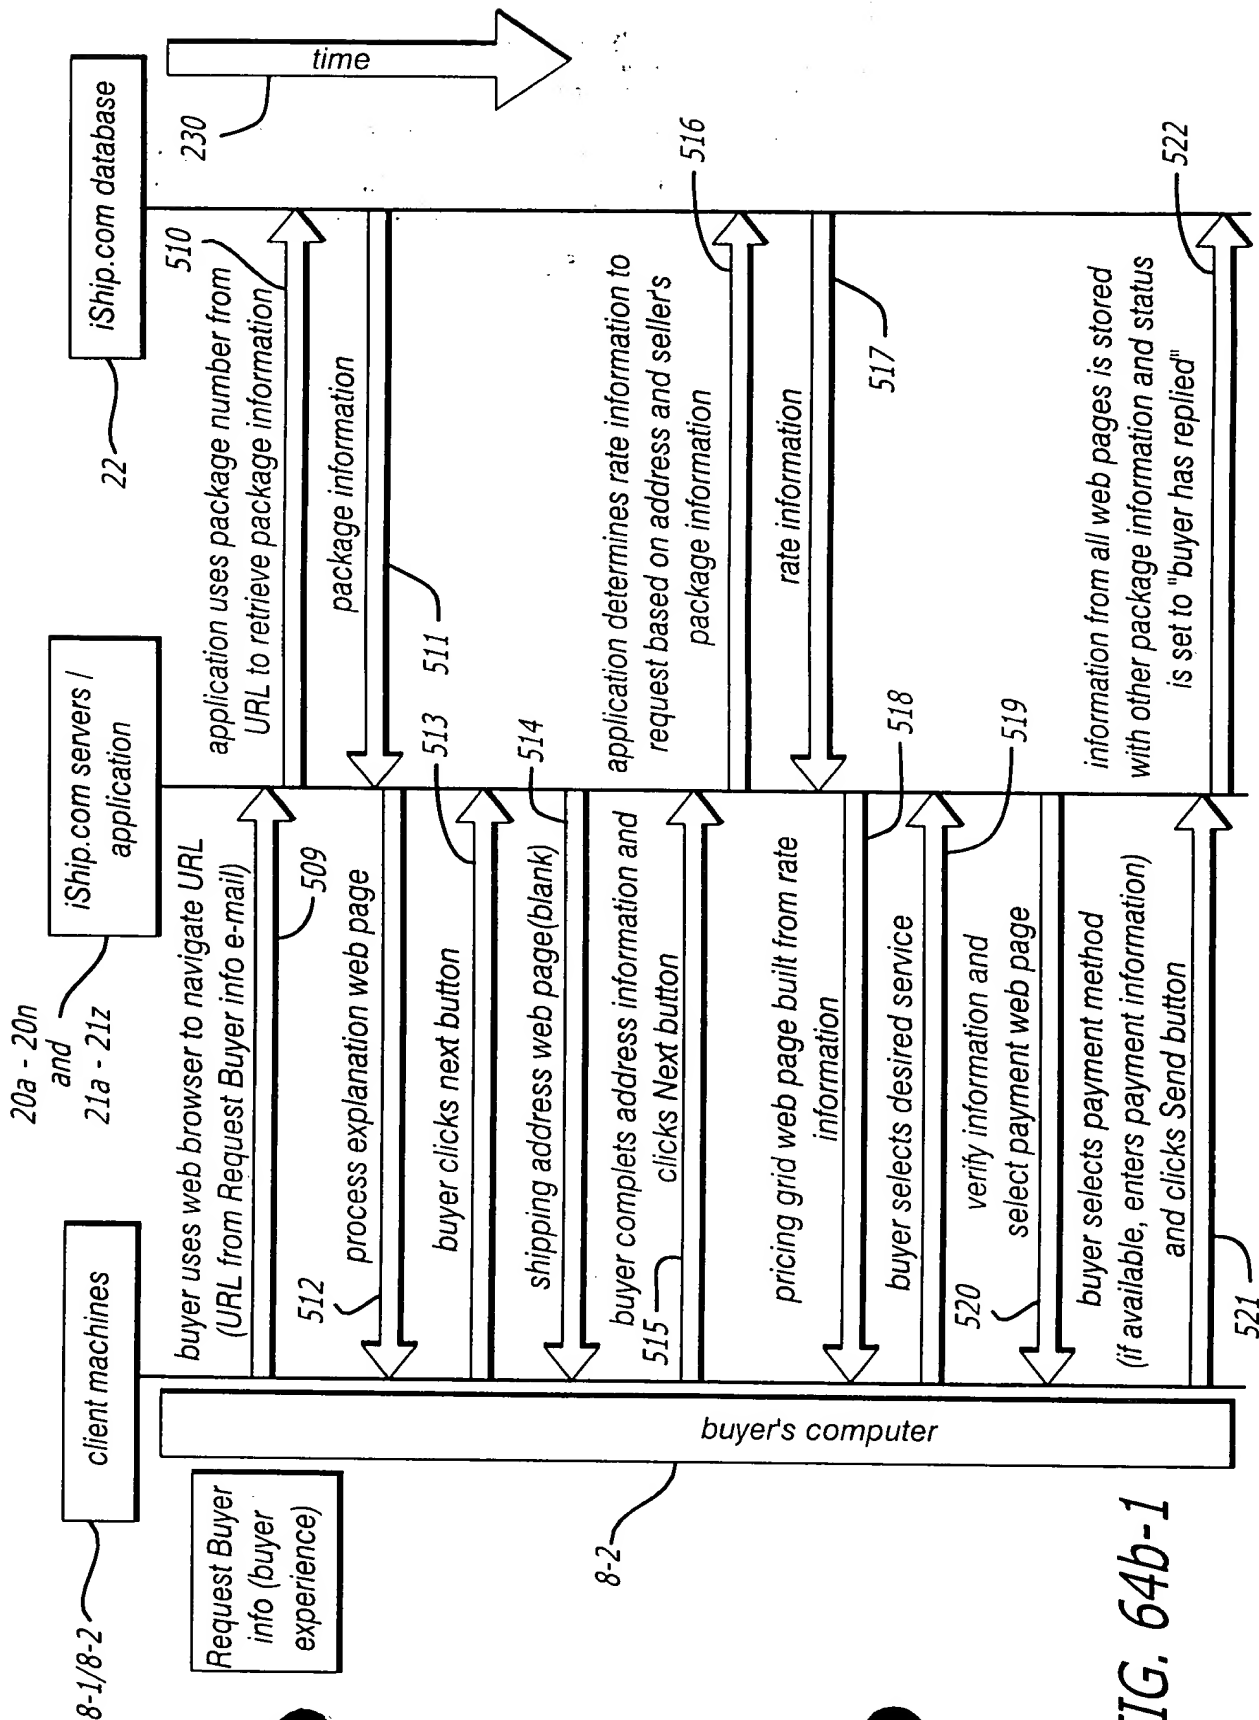 20a - 20n
and
21a - 21z
8-1/8-2
client machines
iShip.com servers /
application
22
iShip.com database
Request Buyer
info (buyer
experience)
8-2
buyer's computer
230
time
buyer uses web browser to navigate URL
(URL from Request Buyer info e-mail)
509
application uses package number from
URL to retrieve package information
510
package information
511
512
process explanation web page
buyer clicks next button
513
shipping address web page(blank)
514
buyer complets address information and
clicks Next button
515
application determines rate information to
request based on address and seller's
package information
516
rate information
517
pricing grid web page built from rate
information
518
buyer selects desired service
519
verify information and
select payment web page
520
buyer selects payment method
(if available, enters payment information)
and clicks Send button
521
information from all web pages is stored
with other package information and status
is set to "buyer has replied'"
522
FIG. 64b-1